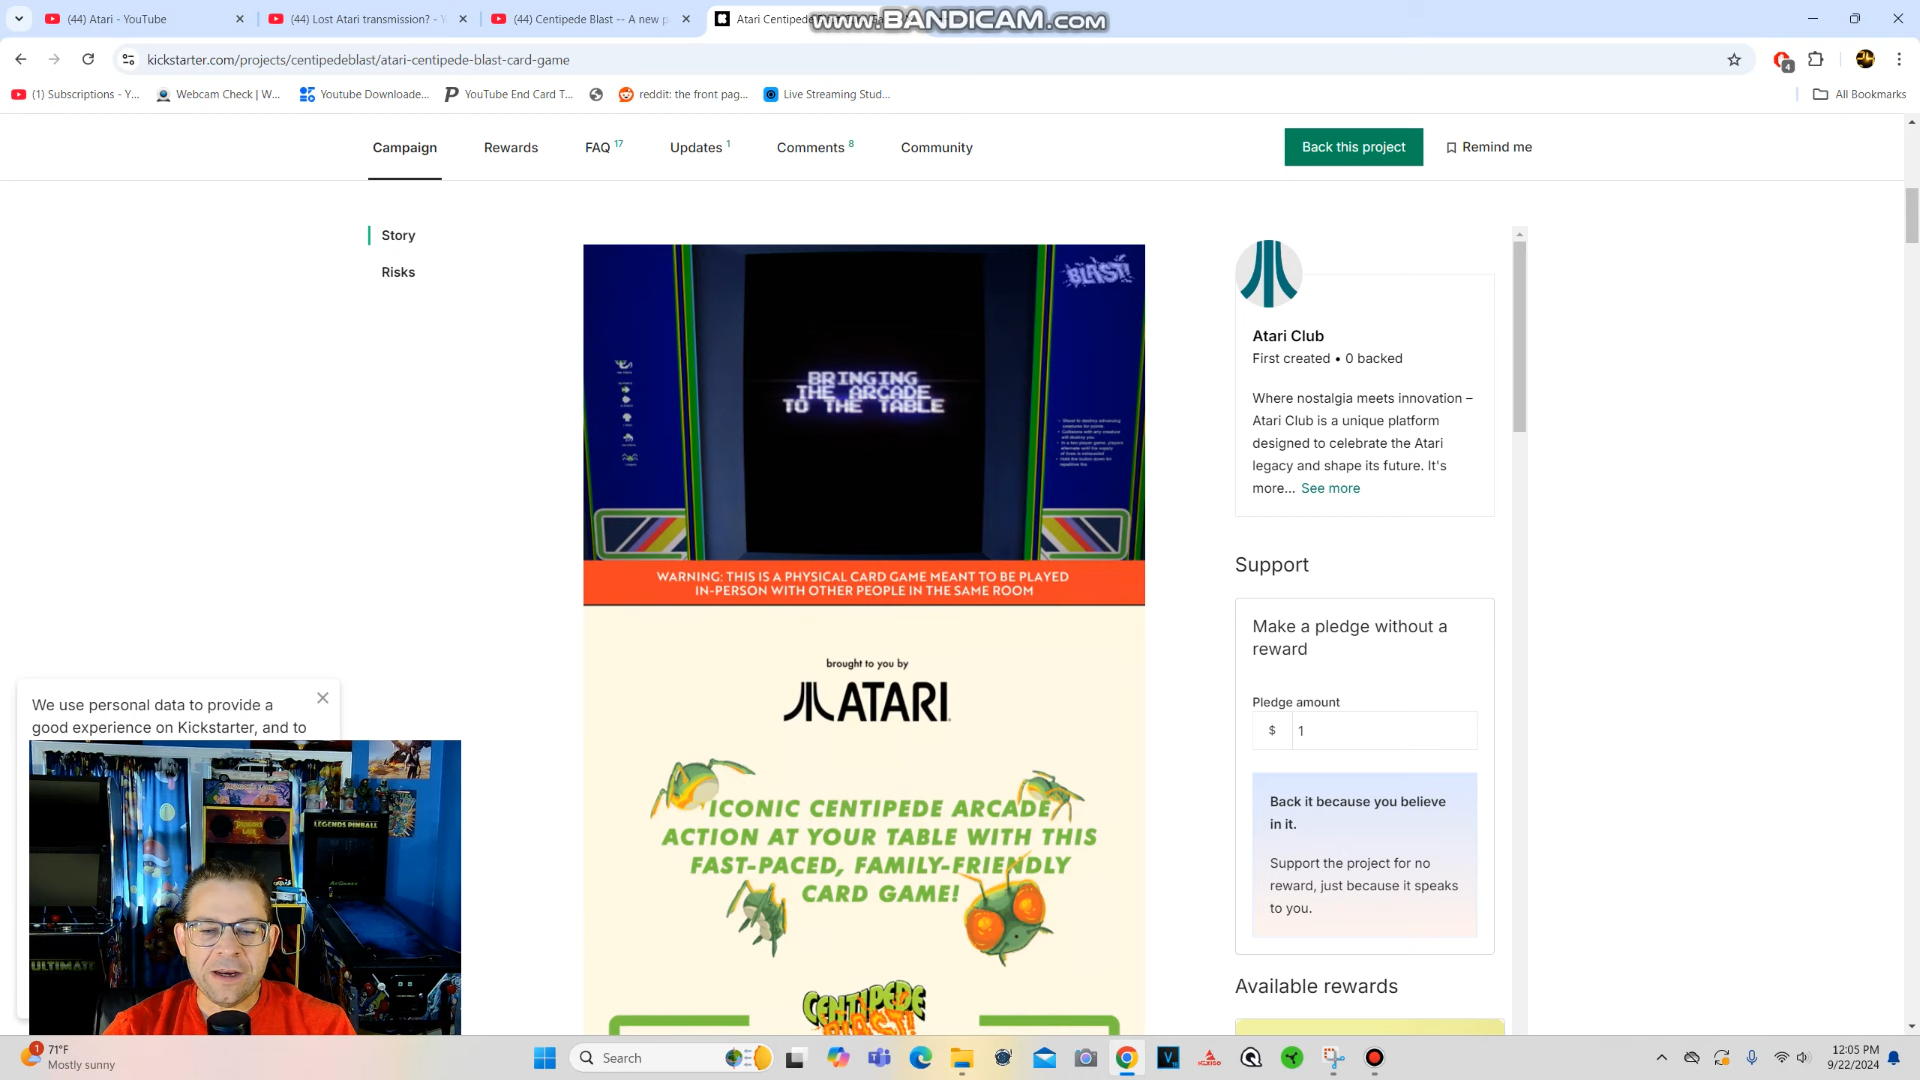 (44) Atari - YouTube
(44) Lost Atari transmission? - Y
(44) Centipede Blast -- A new p
Atari Centipede
www.BANDICAM.com
kickstarter.com/projects/centipedeblast/atari-centipede-blast-card-game
4
(1) Subscriptions - Y...
Webcam Check | W...
Youtube Downloade...
YouTube End Card T...
reddit: the front pag...
Live Streaming Stud...
All Bookmarks
Campaign
Rewards
FAQ 17
Updates 1
Comments 8
Community
Back this project
Remind me
Story
Risks
BLAST!
BRINGING
THE ARCADE
TO THE TABLE
WARNING: THIS IS A PHYSICAL CARD GAME MEANT TO BE PLAYED
IN-PERSON WITH OTHER PEOPLE IN THE SAME ROOM
brought to you by
ATARI
ICONIC CENTIPEDE ARCADE
ACTION AT YOUR TABLE WITH THIS
FAST-PACED, FAMILY-FRIENDLY
CARD GAME!
CENTIPEDE
BLAST!
Atari Club
First created • 0 backed
Where nostalgia meets innovation –
Atari Club is a unique platform
designed to celebrate the Atari
legacy and shape its future. It's
more... See more
Support
Make a pledge without a
reward
Pledge amount
$ 1
Back it because you believe
in it.
Support the project for no
reward, just because it speaks
to you.
Available rewards
We use personal data to provide a
good experience on Kickstarter, and to
LEGENDS PINBALL
ULTIMATE
1
71°F
Mostly sunny
Search
12:05 PM
9/22/2024